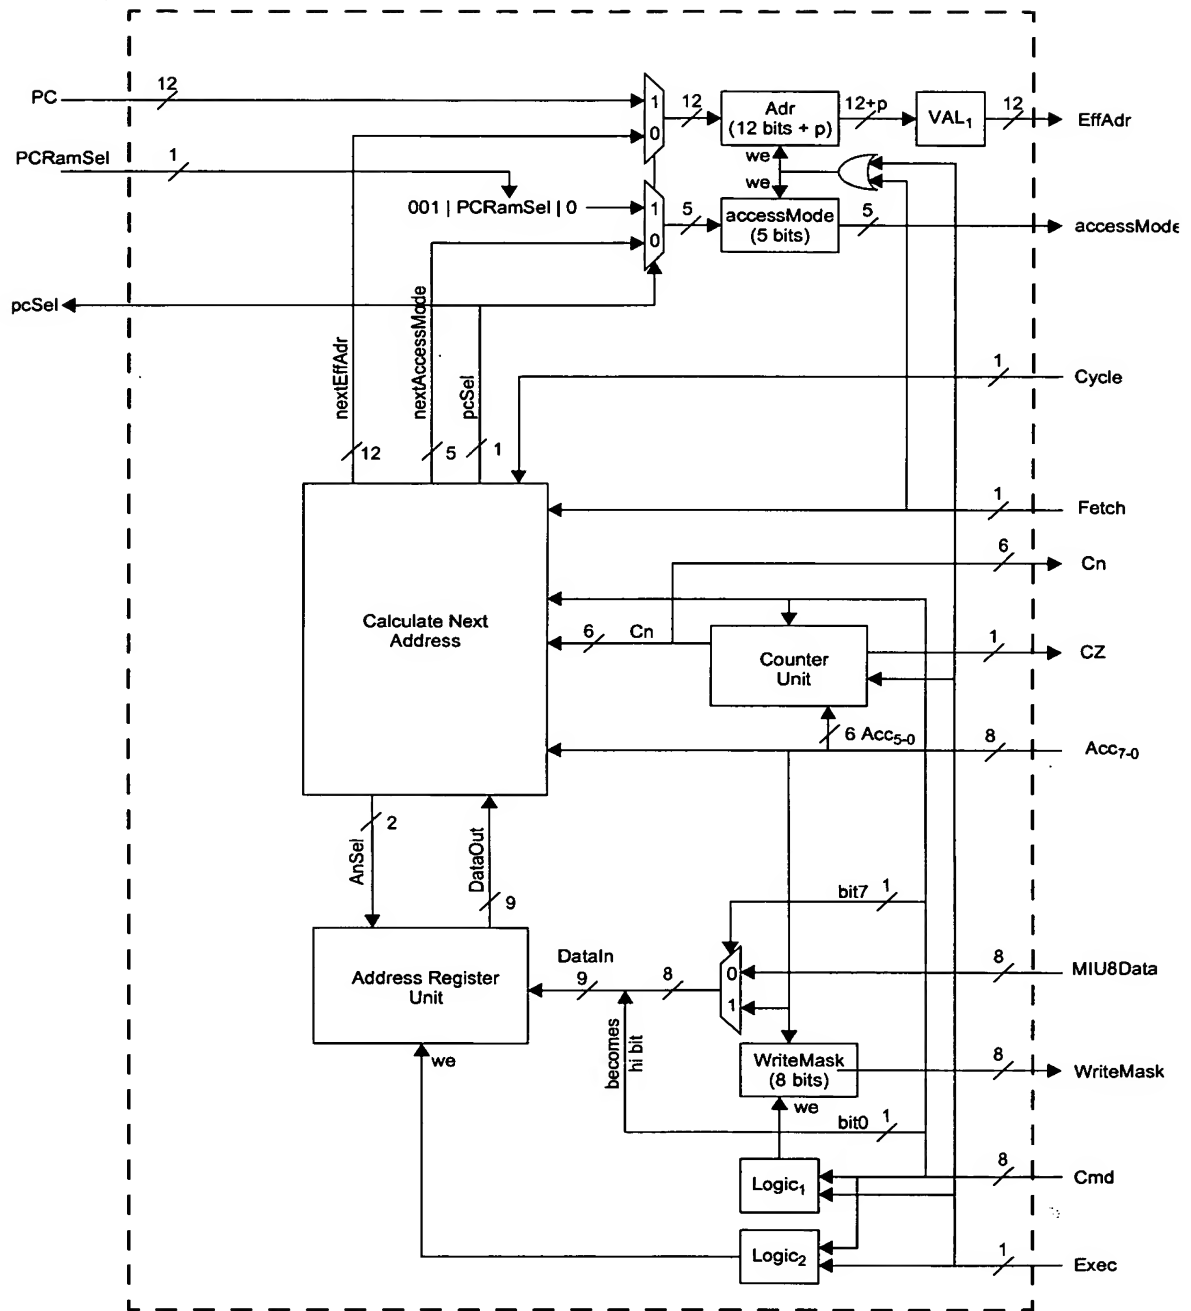 12
PC
1
0
12
Adr
(12 bits + p)
12+p
VAL1
12
EffAdr
PCRamSel
1
we
we
001 | PCRamSel | 0
1
0
5
accessMode
(5 bits)
5
accessMode
pcSel
nextEffAdr
nextAccessMode
pcSel
1
Cycle
12
5
1
1
Fetch
6
Cn
Calculate Next
Address
6
Cn
Counter
Unit
1
CZ
6 Acc5-0
8
Acc7-0
2
AnSel
DataOut
9
bit7
1
Address Register
Unit
DataIn
9
8
0
1
8
MIU8Data
becomes
hi bit
we
WriteMask
(8 bits)
8
WriteMask
we
bit0
1
Logic1
8
Cmd
Logic2
1
Exec